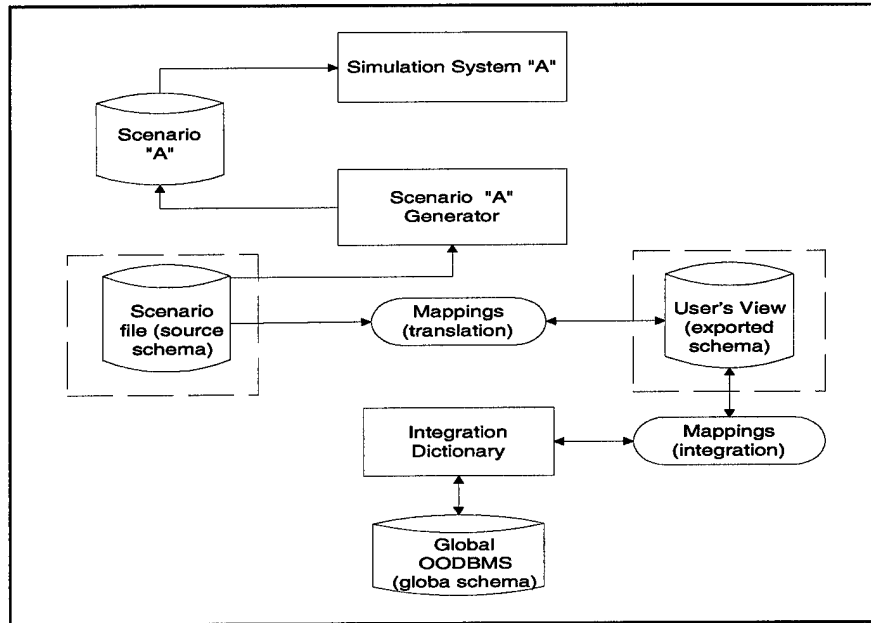 Simulation System "A"
Scenario
"A"
Scenario "A"
Generator
Scenario
file (source
schema)
Mappings
(translation)
User's View
(exported
schema)
Integration
Dictionary
Mappings
(integration)
Global
OODBMS
(globa schema)